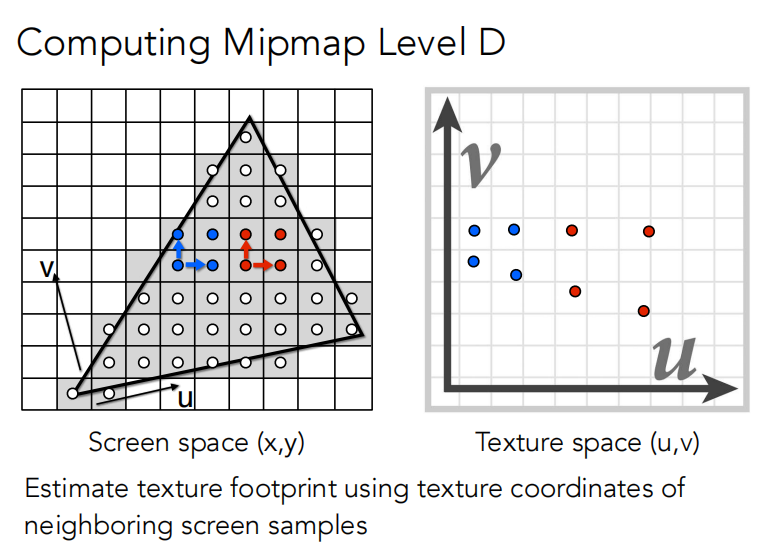 Computing Mipmap Level D
v
u
v
u
Screen space (x,y)
Texture space (u,v)
Estimate texture footprint using texture coordinates of
neighboring screen samples